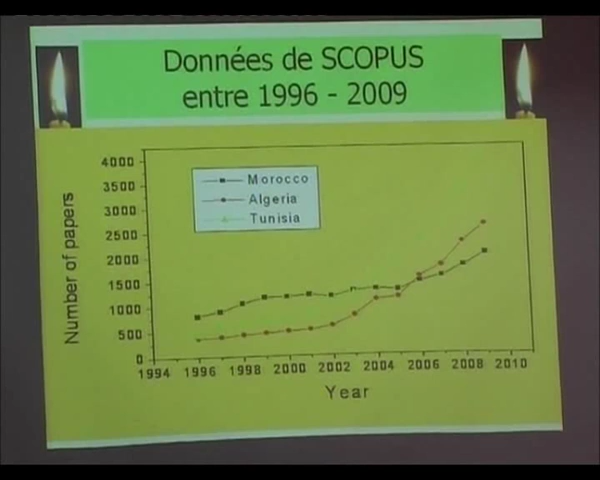 Données de SCOPUS
entre 1996 - 2009
4000
3500
3000
2500
2000
1500
1000
500
0
Number of papers
Morocco
Algeria
Tunisia
1994 1996 1998 2000 2002 2004 2006 2008 2010
Year